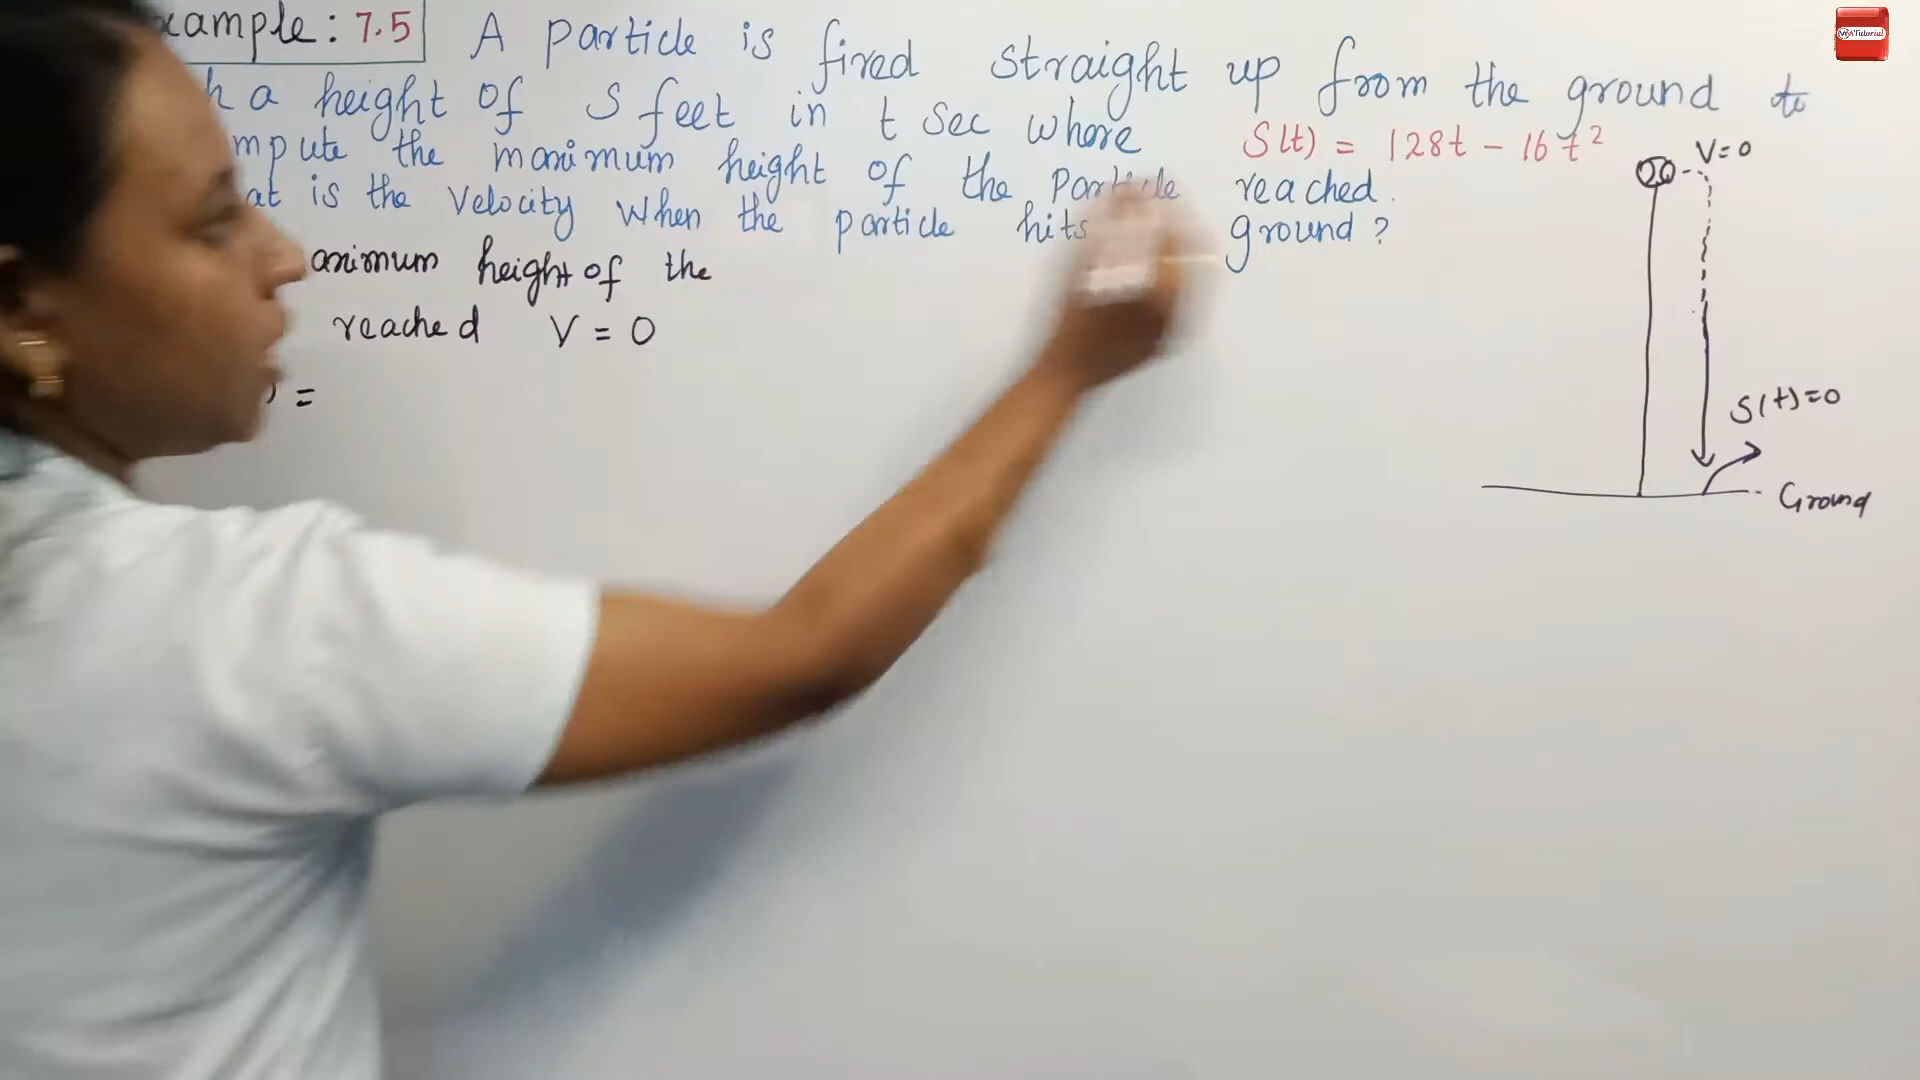 xample: 7.5 A particle is fired straight up from the ground to
h a height of s feet in t sec where S(t) = 128t - 16t²
mpute the maximum height of the particle reached.
at is the Velocity when the particle hits ground?
aximum height of the
reached V = 0
) =
V=0
S(t)=0
Ground